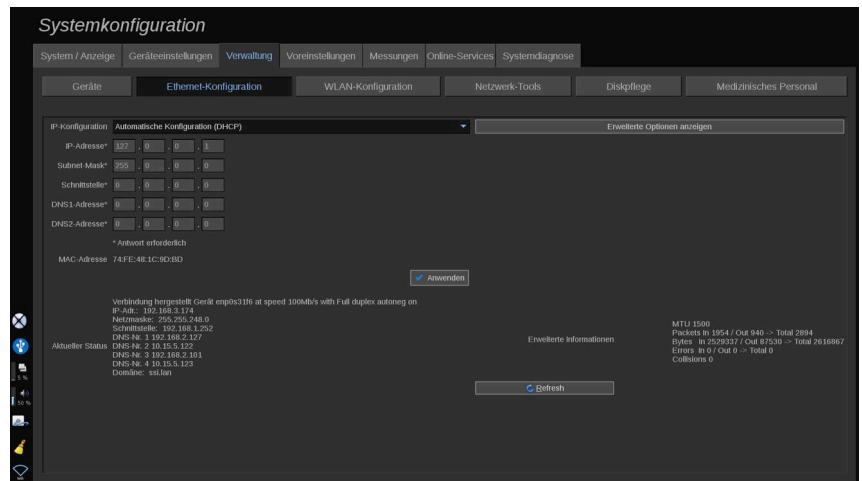 Systemkonfiguration
System / Anzeige Geräteeinstellungen Verwaltung Voreinstellungen Messungen Online-Services Systemdiagnose
Geräte Ethernet-Konfiguration WLAN-Konfiguration Netzwerk-Tools Diskpflege Medizinisches Personal
IP-Konfiguration Automatische Konfiguration (DHCP) Erweiterte Optionen anzeigen
IP-Adresse* 127 . 0 . 0 . 1
Subnet-Mask* 255 . 0 . 0 . 0
Schnittstelle* 0 . 0 . 0 . 0
DNS1-Adresse* 0 . 0 . 0 . 0
DNS2-Adresse* 0 . 0 . 0 . 0
* Antwort erforderlich
MAC-Adresse 74:FE:48:1C:9D:BD
Anwenden
Aktueller Status
Verbindung hergestellt Gerät enp0s31f6 at speed 100Mb/s with Full duplex autoneg on
IP-Adr.: 192.168.3.174
Netzmaske: 255.255.248.0
Schnittstelle: 192.168.1.252
DNS-Nr. 1 192.168.2.127
DNS-Nr. 2 10.15.5.122
DNS-Nr. 3 192.168.2.101
DNS-Nr. 4 10.15.5.123
Domäne: ssi.lan
Erweiterte Informationen
MTU 1500
Packets In 1954 / Out 940 -> Total 2894
Bytes In 2529337 / Out 87530 -> Total 2616867
Errors In 0 / Out 0 -> Total 0
Collisions 0
Refresh
5 %
50 %